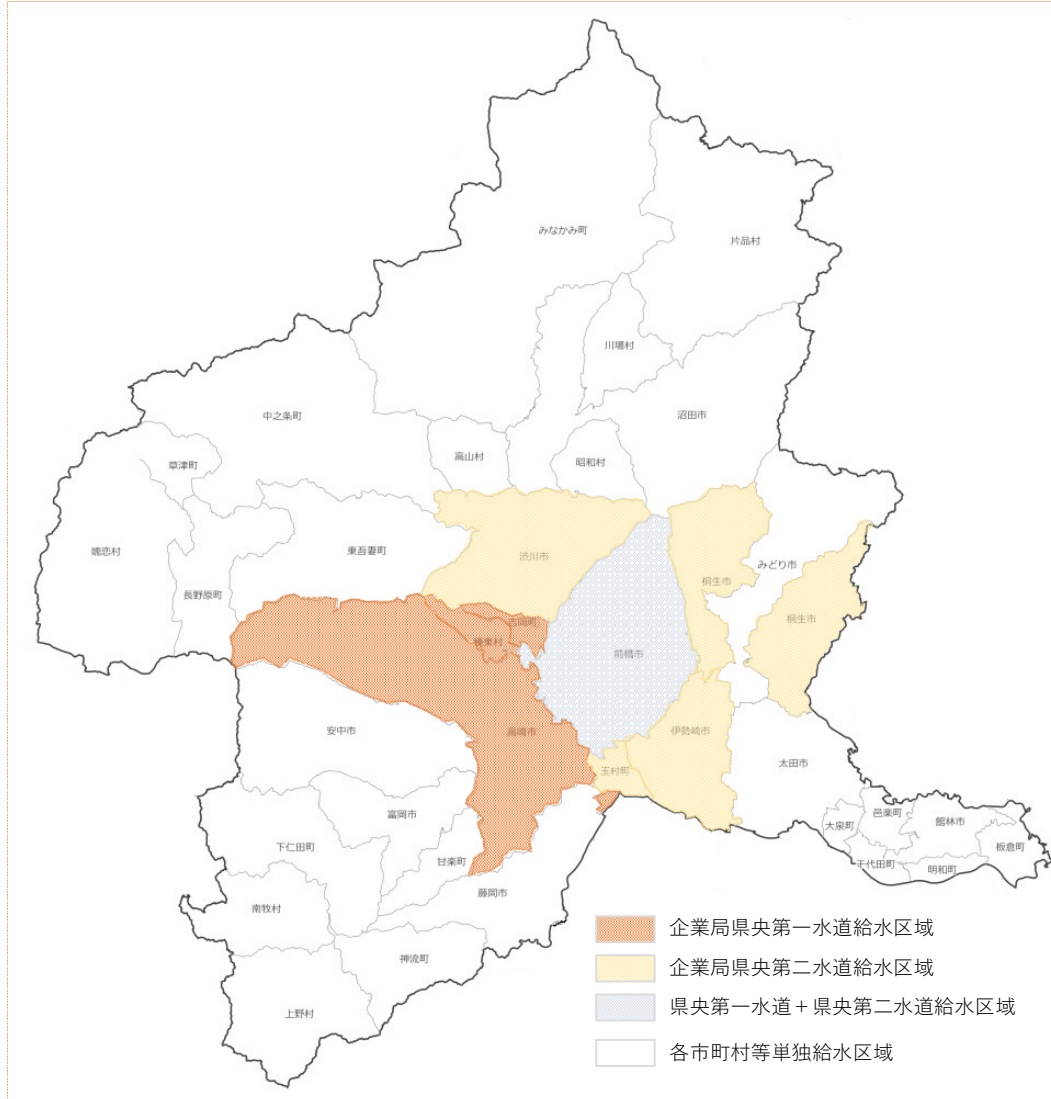 みなかみ町
片品村
川場村
中之条町
沼田市
高山村
昭和村
草津町
嬬恋村
東吾妻町
渋川市
みどり市
桐生市
長野原町
桐生市
吉岡町
榛東村
前橋市
安中市
高崎市
伊勢崎市
玉村町
太田市
富岡市
邑楽町
館林市
大泉町
下仁田町
板倉町
甘楽町
千代田町
明和町
藤岡市
南牧村
神流町
上野村
企業局県央第一水道給水区域
企業局県央第二水道給水区域
県央第一水道+県央第二水道給水区域
各市町村等単独給水区域